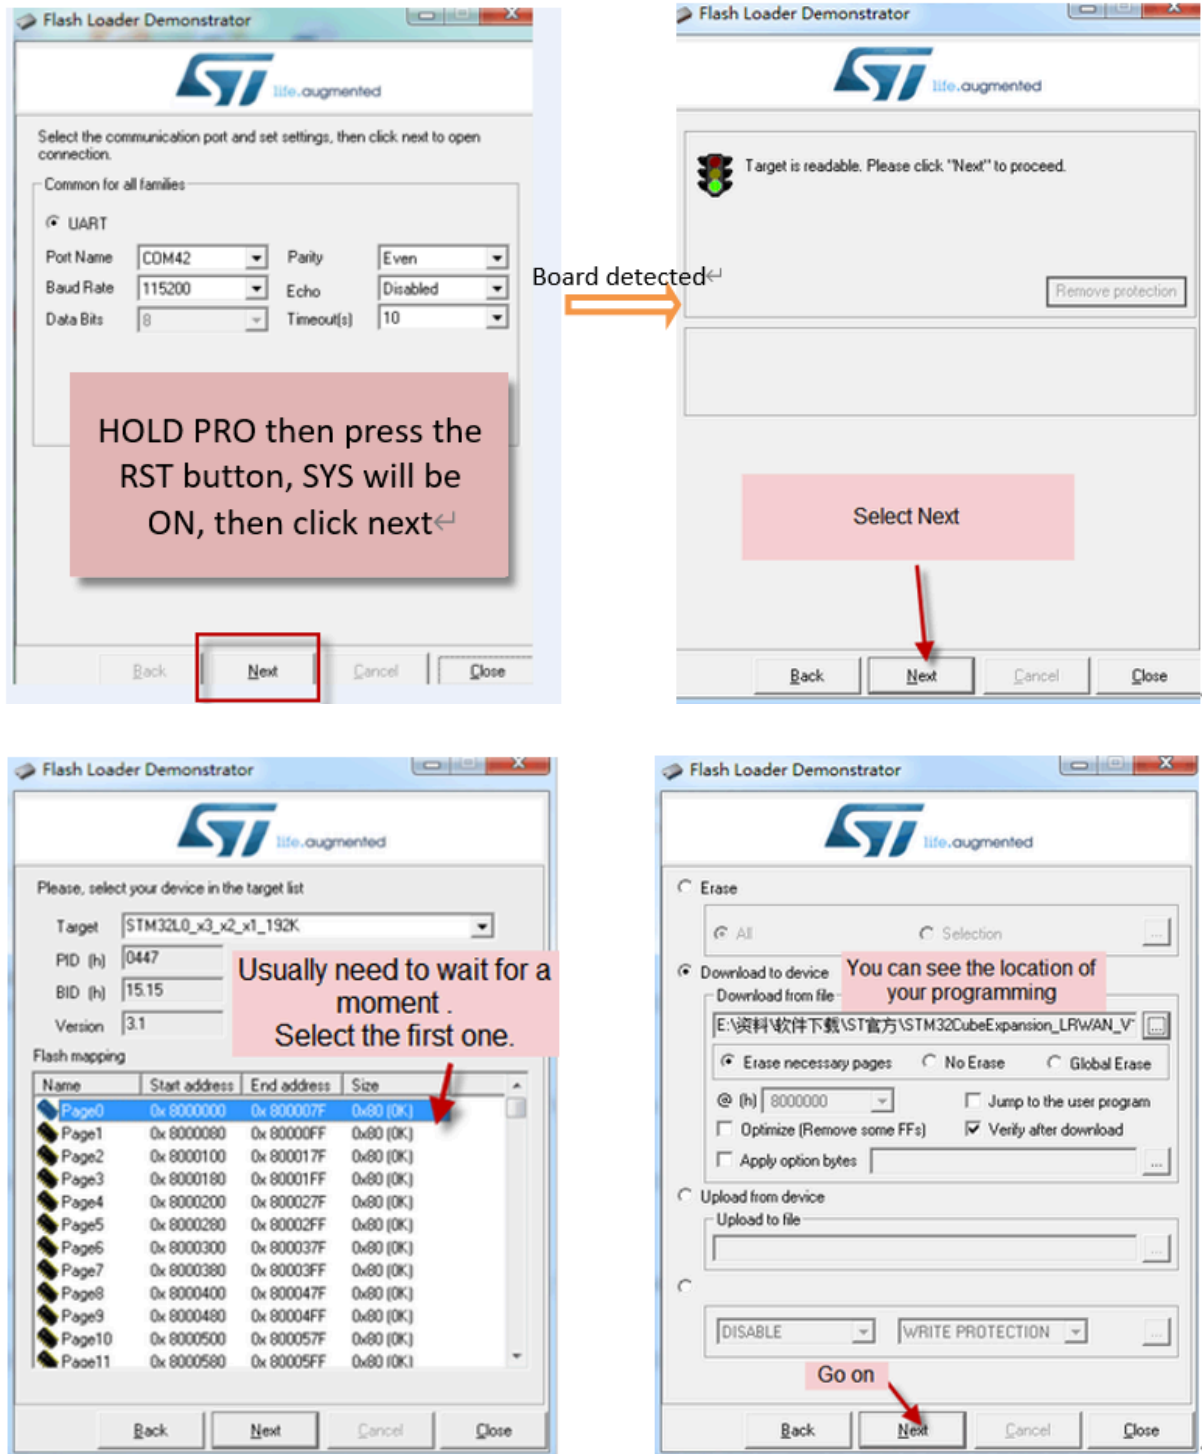 Flash Loader Demonstrator
life.augmented
Select the communication port and set settings, then click next to open
connection.
Common for all families
UART
Port Name COM42 Parity Even
Baud Rate 115200 Echo Disabled
Data Bits 8 Timeout(s) 10
HOLD PRO then press the
RST button, SYS will be
ON, then click next↵
Back Next Cancel Close
Board detected↵
Flash Loader Demonstrator
life.augmented
Target is readable. Please click "Next" to proceed.
Remove protection
Select Next
Back Next Cancel Close
Flash Loader Demonstrator
life.augmented
Please, select your device in the target list
Target STM32L0_x3_x2_x1_192K
PID (h) 0447
BID (h) 15.15
Version 3.1
Usually need to wait for a
moment .
Select the first one.
Flash mapping
Name Start address End address Size
Page0 0x 8000000 0x 800007F 0x80 (0K)
Page1 0x 8000080 0x 80000FF 0x80 (0K)
Page2 0x 8000100 0x 800017F 0x80 (0K)
Page3 0x 8000180 0x 80001FF 0x80 (0K)
Page4 0x 8000200 0x 800027F 0x80 (0K)
Page5 0x 8000280 0x 80002FF 0x80 (0K)
Page6 0x 8000300 0x 800037F 0x80 (0K)
Page7 0x 8000380 0x 80003FF 0x80 (0K)
Page8 0x 8000400 0x 800047F 0x80 (0K)
Page9 0x 8000480 0x 80004FF 0x80 (0K)
Page10 0x 8000500 0x 800057F 0x80 (0K)
Page11 0x 8000580 0x 80005FF 0x80 (0K)
Back Next Cancel Close
Flash Loader Demonstrator
life.augmented
Erase
All Selection ...
Download to device
Download from file
You can see the location of
your programming
E:\资料\软件下载\ST官方\STM32CubeExpansion_LRWAN_V ...
Erase necessary pages No Erase Global Erase
@ (h) 8000000 Jump to the user program
Optimize (Remove some FFs) Verify after download
Apply option bytes ...
Upload from device
Upload to file
...
DISABLE WRITE PROTECTION ...
Go on
Back Next Cancel Close